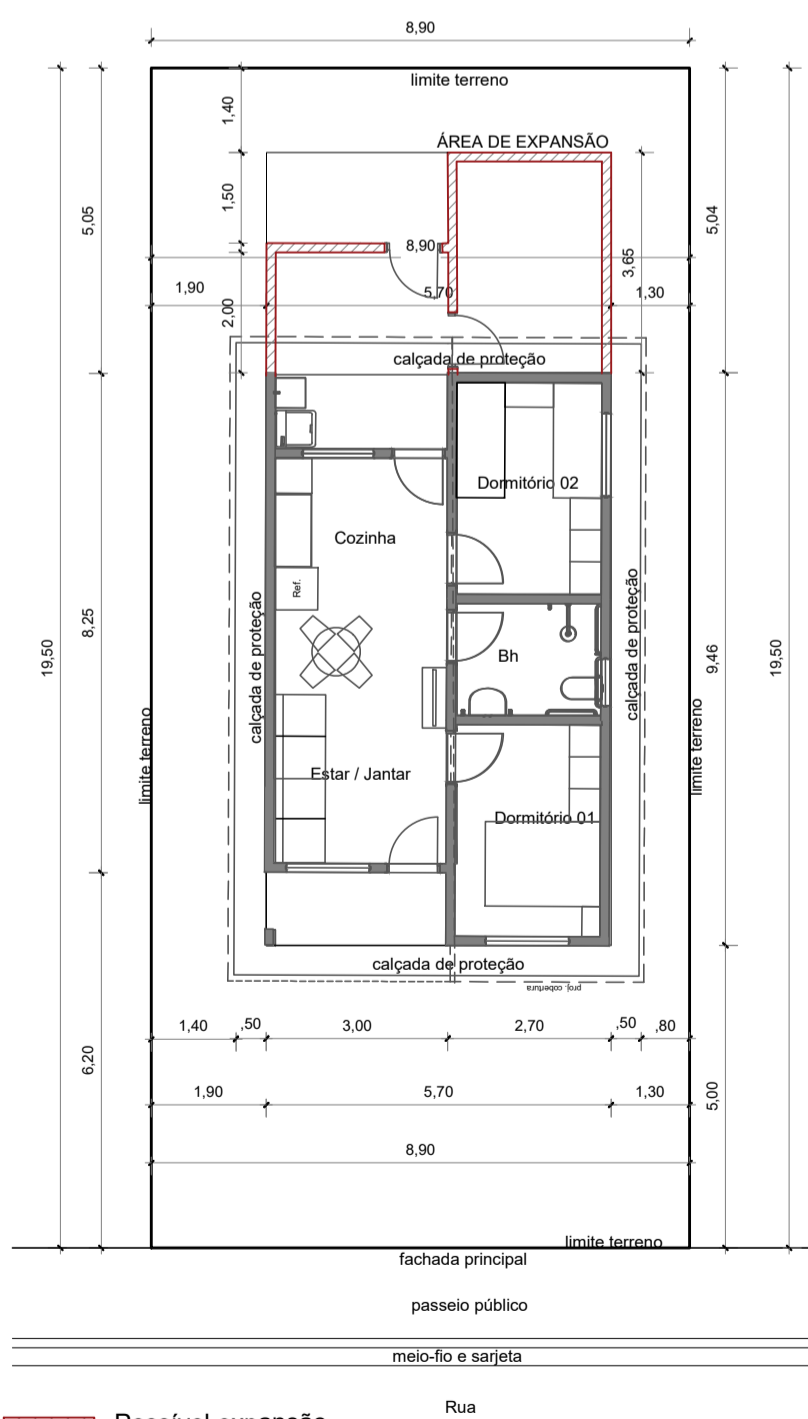 8,90
limite terreno
1,40
ÁREA DE EXPANSÃO
1,50
5,05
5,04
8,90
3,65
1,90
5,70
1,30
2,00
calçada de proteção
Dormitório 02
Cozinha
Ref.
calçada de proteção
calçada de proteção
8,25
19,50
Bh
9,46
19,50
limite terreno
limite terreno
Estar / Jantar
Dormitório 01
calçada de proteção
proj. cobertura
1,40
,50
3,00
2,70
,50
,80
6,20
5,00
1,90
5,70
1,30
8,90
limite terreno
fachada principal
passeio público
meio-fio e sarjeta
Rua
Possível expansão